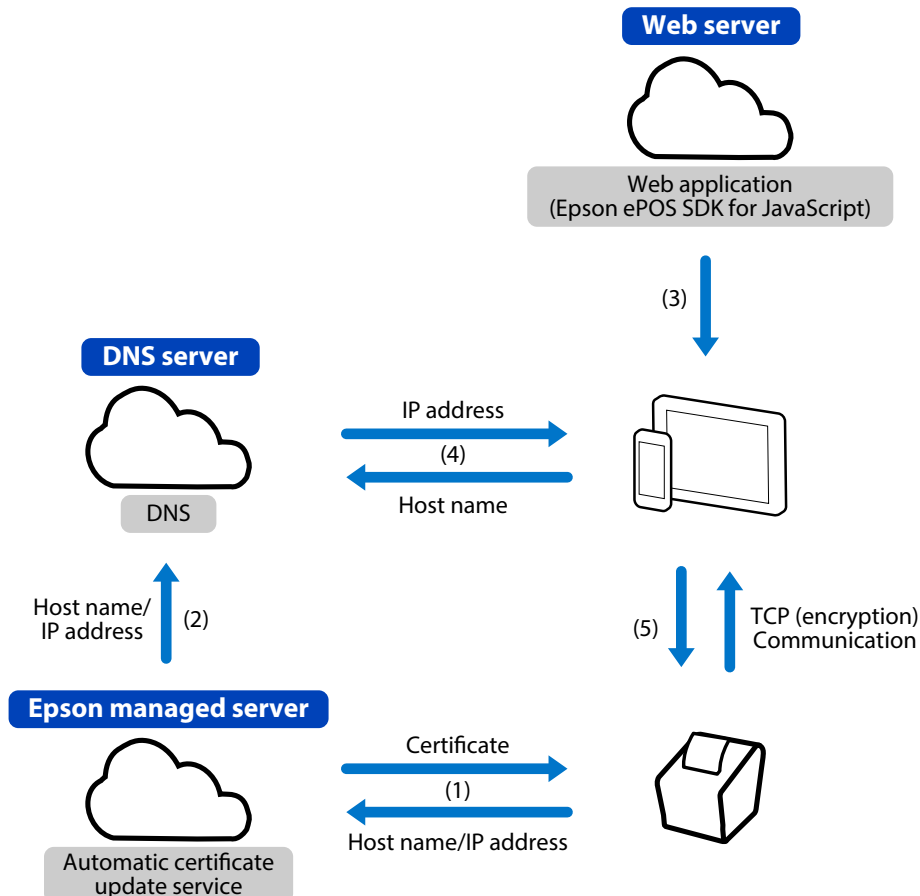 Web server
Web application
(Epson ePOS SDK for JavaScript)
(3)
DNS server
IP address
(4)
Host name
DNS
Host name/
IP address
(2)
(5)
TCP (encryption)
Communication
Epson managed server
Certificate
(1)
Host name/IP address
Automatic certificate
update service